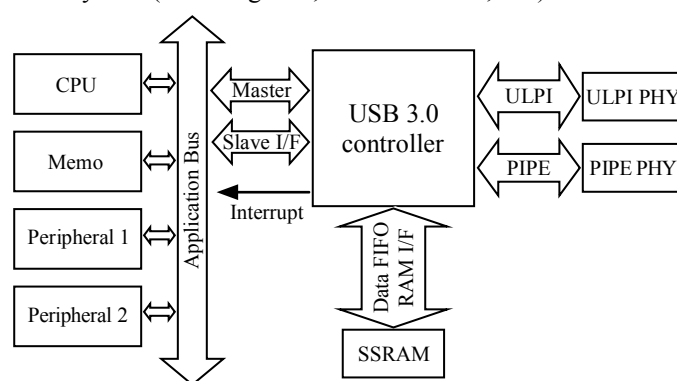 CPU
Memo
Peripheral 1
Peripheral 2
Application Bus
Master
Slave I/F
Interrupt
USB 3.0
controller
ULPI
PIPE
ULPI PHY
PIPE PHY
Data FIFO
RAM I/F
SSRAM